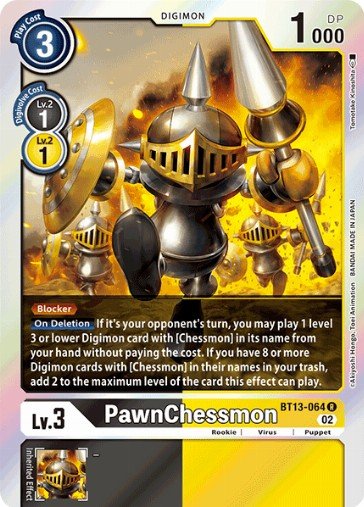 DIGIMON
Play Cost
3
DP
1000
Digivolve Cost
Lv.2
1
Lv.2
1
Tomotake Kinoshita
©Akiyoshi Hongo, Toei Animation BANDAI MADE IN JAPAN
Blocker
On Deletion If it's your opponent's turn, you may play 1 level
3 or lower Digimon card with [Chessmon] in its name from
your hand without paying the cost. If you have 8 or more
Digimon cards with [Chessmon] in their names in your trash,
add 2 to the maximum level of the card this effect can play.
Lv.3
PawnChessmon
BT13-064 R
02
Rookie | Virus | Puppet
Inherited Effect
-